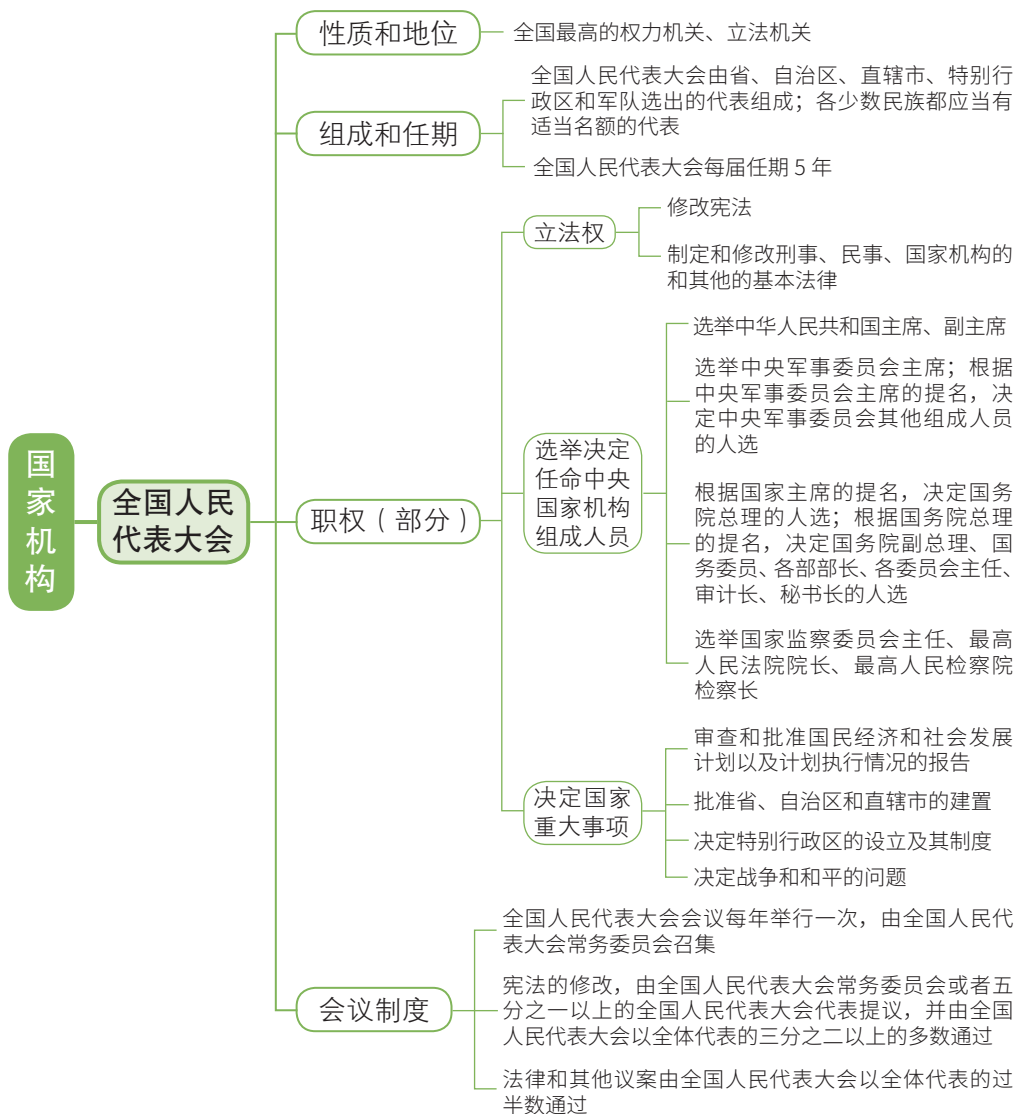 国
家
机
构
全国人民
代表大会
性质和地位
全国最高的权力机关、立法机关
组成和任期
全国人民代表大会由省、自治区、直辖市、特别行
政区和军队选出的代表组成；各少数民族都应当有
适当名额的代表
全国人民代表大会每届任期 5 年
职权（部分）
立法权
修改宪法
制定和修改刑事、民事、国家机构的
和其他的基本法律
选举决定
任命中央
国家机构
组成人员
选举中华人民共和国主席、副主席
选举中央军事委员会主席；根据
中央军事委员会主席的提名，决
定中央军事委员会其他组成人员
的人选
根据国家主席的提名，决定国务
院总理的人选；根据国务院总理
的提名，决定国务院副总理、国
务委员、各部部长、各委员会主任、
审计长、秘书长的人选
选举国家监察委员会主任、最高
人民法院院长、最高人民检察院
检察长
决定国家
重大事项
审查和批准国民经济和社会发展
计划以及计划执行情况的报告
批准省、自治区和直辖市的建置
决定特别行政区的设立及其制度
决定战争和和平的问题
会议制度
全国人民代表大会会议每年举行一次，由全国人民代
表大会常务委员会召集
宪法的修改，由全国人民代表大会常务委员会或者五
分之一以上的全国人民代表大会代表提议，并由全国
人民代表大会以全体代表的三分之二以上的多数通过
法律和其他议案由全国人民代表大会以全体代表的过
半数通过